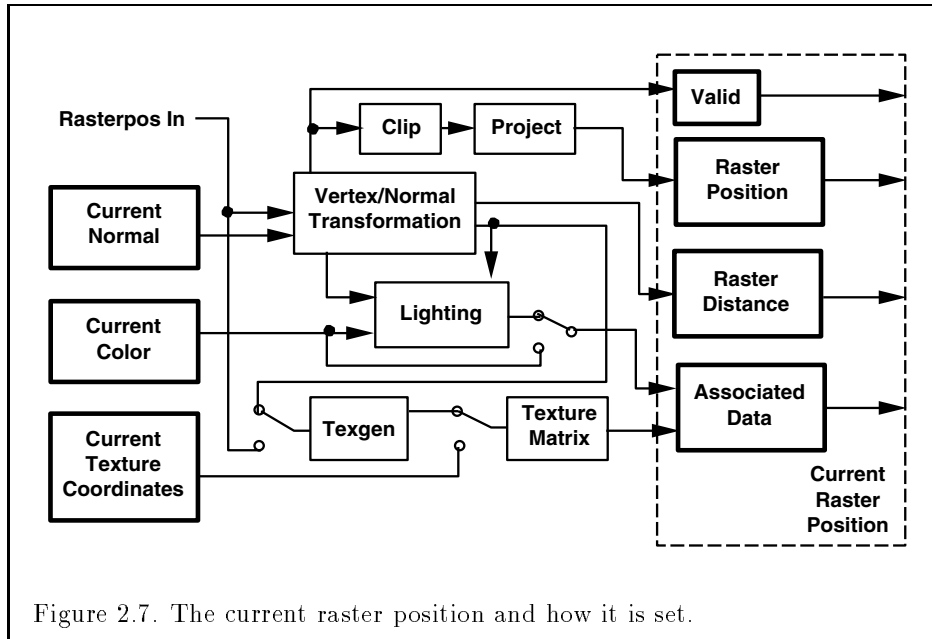 Rasterpos In
Current
Normal
Current
Color
Current
Texture
Coordinates
Clip
Project
Vertex/Normal
Transformation
Lighting
Texgen
Texture
Matrix
Valid
Raster
Position
Raster
Distance
Associated
Data
Current
Raster
Position
Figure 2.7. The current raster position and how it is set.